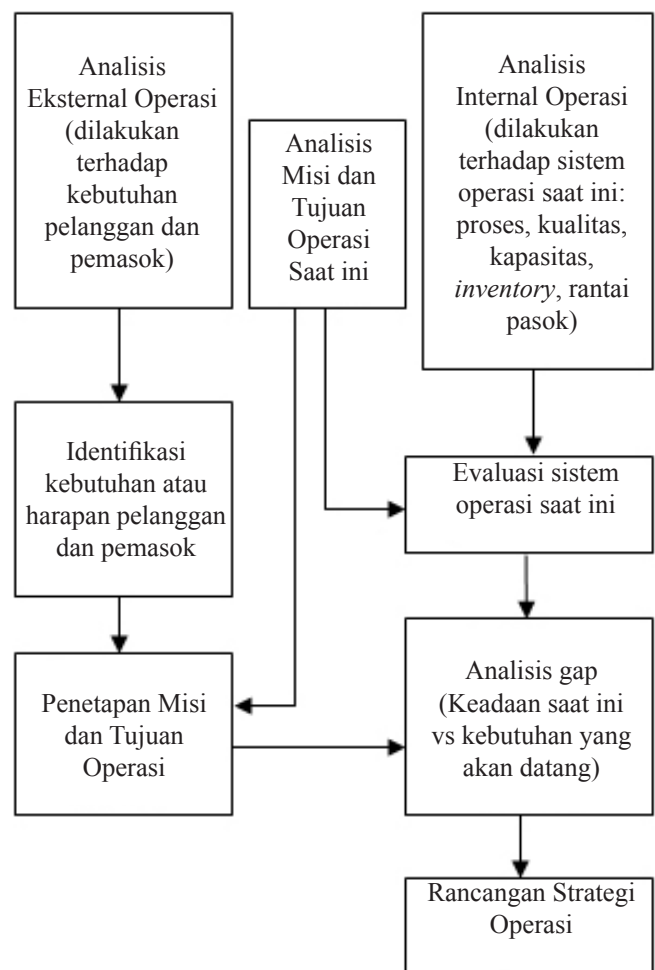 Analisis
Eksternal Operasi
(dilakukan
terhadap
kebutuhan
pelanggan dan
pemasok)
Analisis
Misi dan
Tujuan
Operasi
Saat ini
Analisis
Internal Operasi
(dilakukan
terhadap sistem
operasi saat ini:
proses, kualitas,
kapasitas,
inventory, rantai
pasok)
Identifikasi
kebutuhan atau
harapan pelanggan
dan pemasok
Evaluasi sistem
operasi saat ini
Penetapan Misi
dan Tujuan
Operasi
Analisis gap
(Keadaan saat ini
vs kebutuhan yang
akan datang)
Rancangan Strategi
Operasi